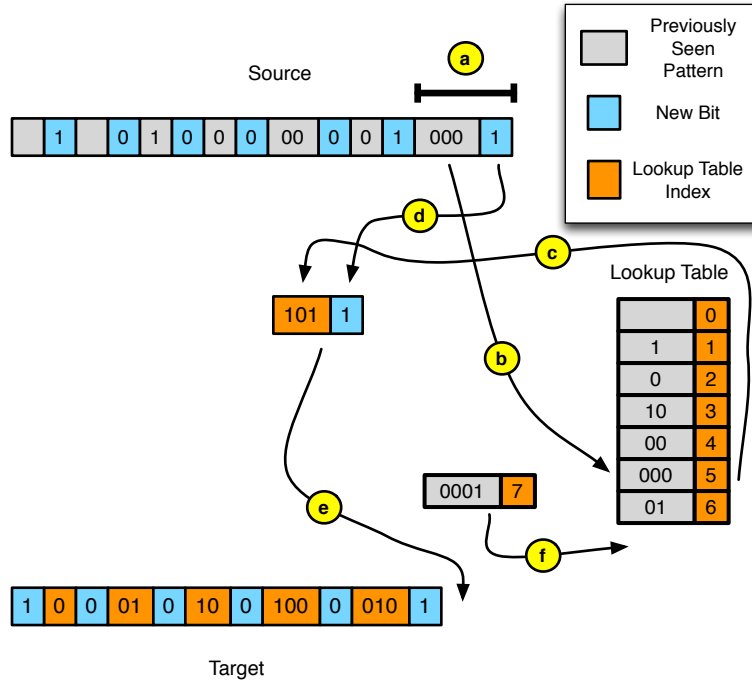 Source
a
Previously
Seen
Pattern
New Bit
Lookup Table
Index
1 0 1 0 0 0 00 0 0 1 000 1
d
c
Lookup Table
101 1
0
1 1
0 2
10 3
00 4
000 5
01 6
b
0001 7
e
f
1 0 0 01 0 10 0 100 0 010 1
Target